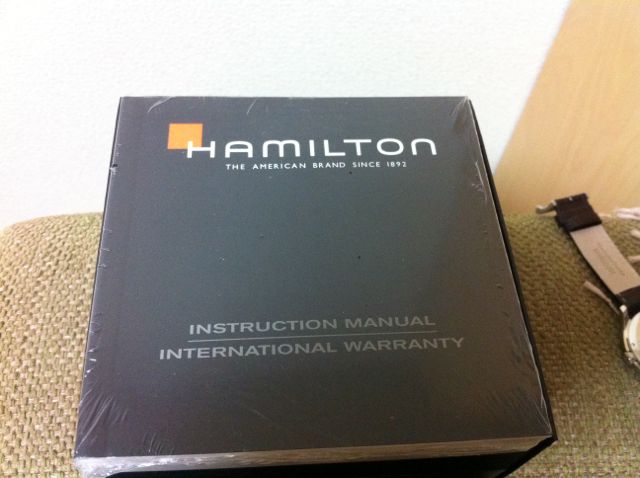 HAMILTON
THE AMERICAN BRAND SINCE 1892
INSTRUCTION MANUAL
INTERNATIONAL WARRANTY